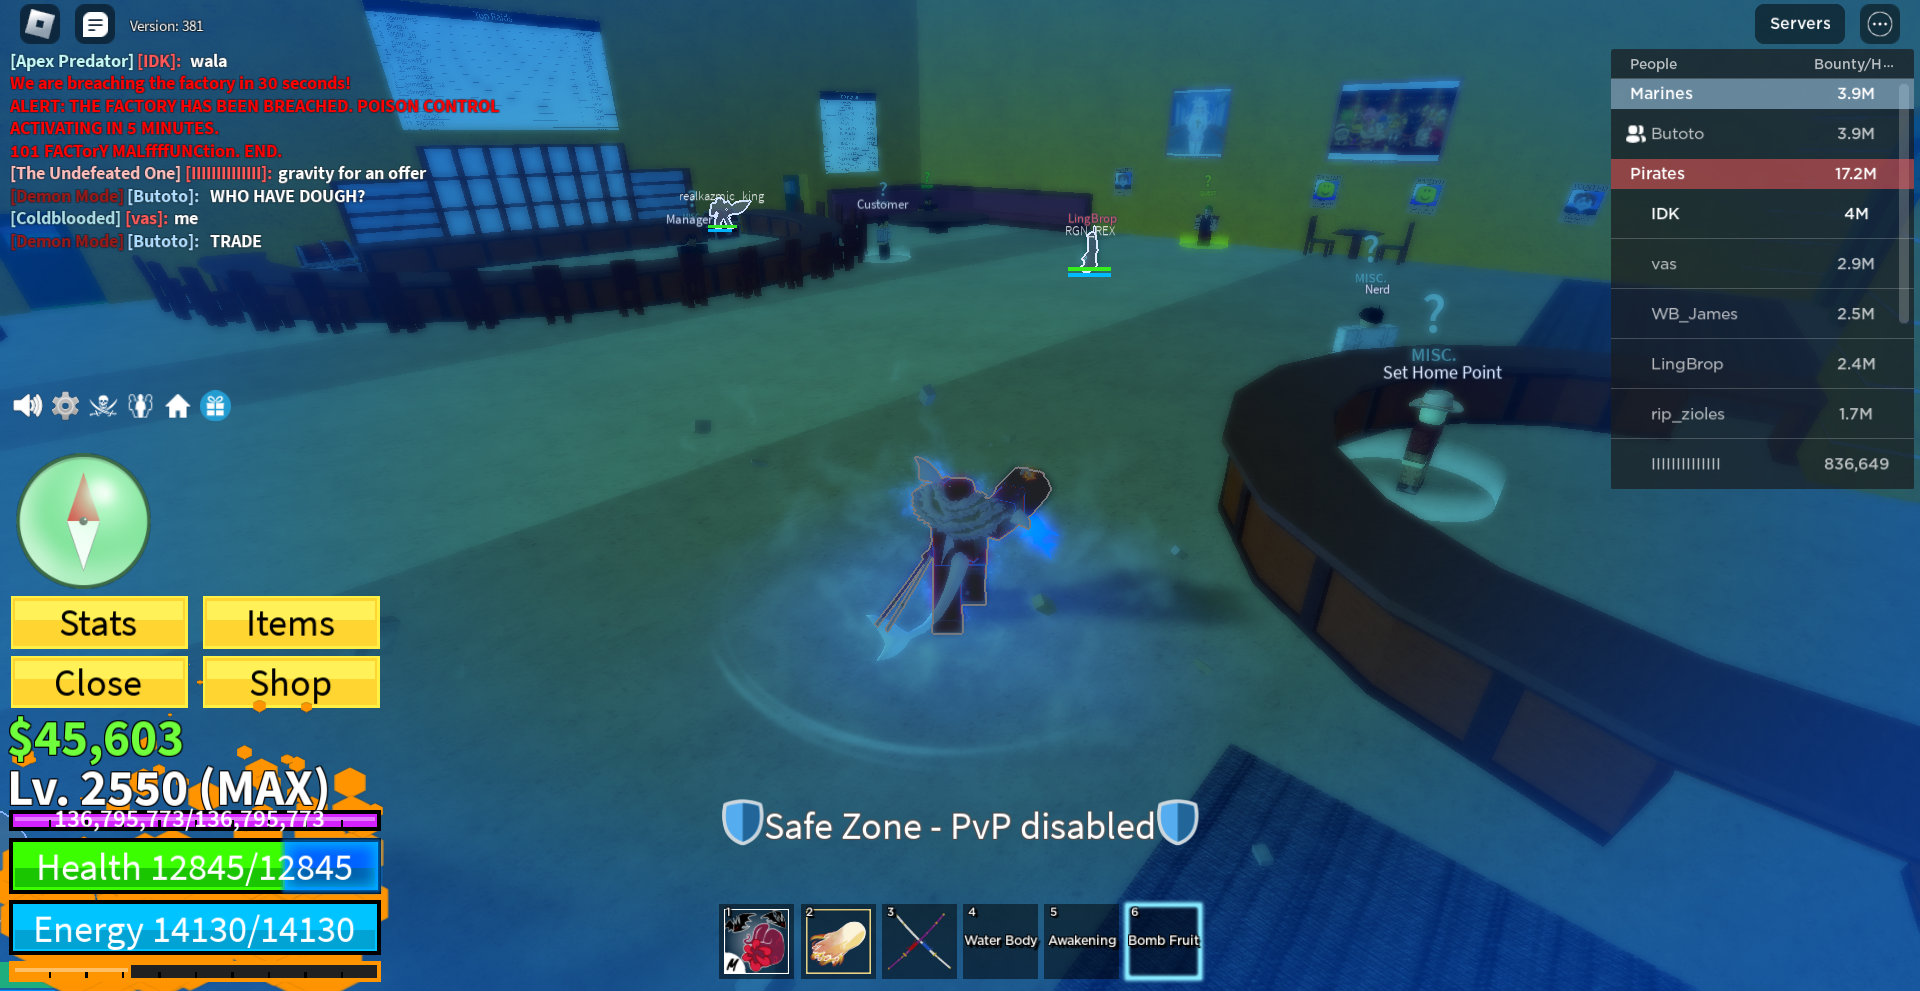 Version: 381
Servers
[Apex Predator] [IDK]: wala
We are breaching the factory in 30 seconds!
ALERT: THE FACTORY HAS BEEN BREACHED. POISON CONTROL
ACTIVATING IN 5 MINUTES.
101 FACTorY MALffffUNCtion. END.
[The Undefeated One] [IIIIIIIIIIIIII]: gravity for an offer
[Demon Mode] [Butoto]: WHO HAVE DOUGH?
[Coldblooded] [vas]: me
[Demon Mode] [Butoto]: TRADE
People Bounty/H...
Marines 3.9M
Butoto 3.9M
Pirates 17.2M
IDK 4M
vas 2.9M
WB_James 2.5M
LingBrop 2.4M
rip_zioles 1.7M
IIIIIIIIIIIIII 836,649
realkazmic_king
Manager
Customer
LingBrop
RGN_REX
MISC.
Nerd
MISC.
Set Home Point
Stats
Items
Close
Shop
$45,603
Lv. 2550 (MAX)
136,795,773/136,795,773
Health 12845/12845
Energy 14130/14130
Safe Zone - PvP disabled
1
M
2
3
4
Water Body
5
Awakening
6
Bomb Fruit